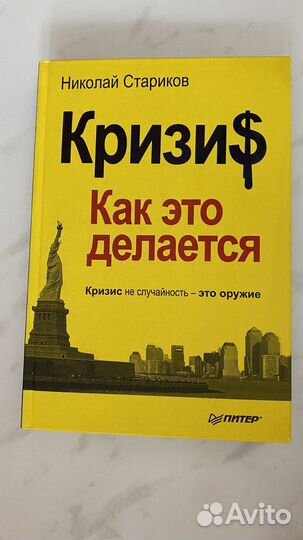 Николай Стариков
Кризи$
Как это
делается
Кризис не случайность – это оружие
ПИТЕР®
Avito